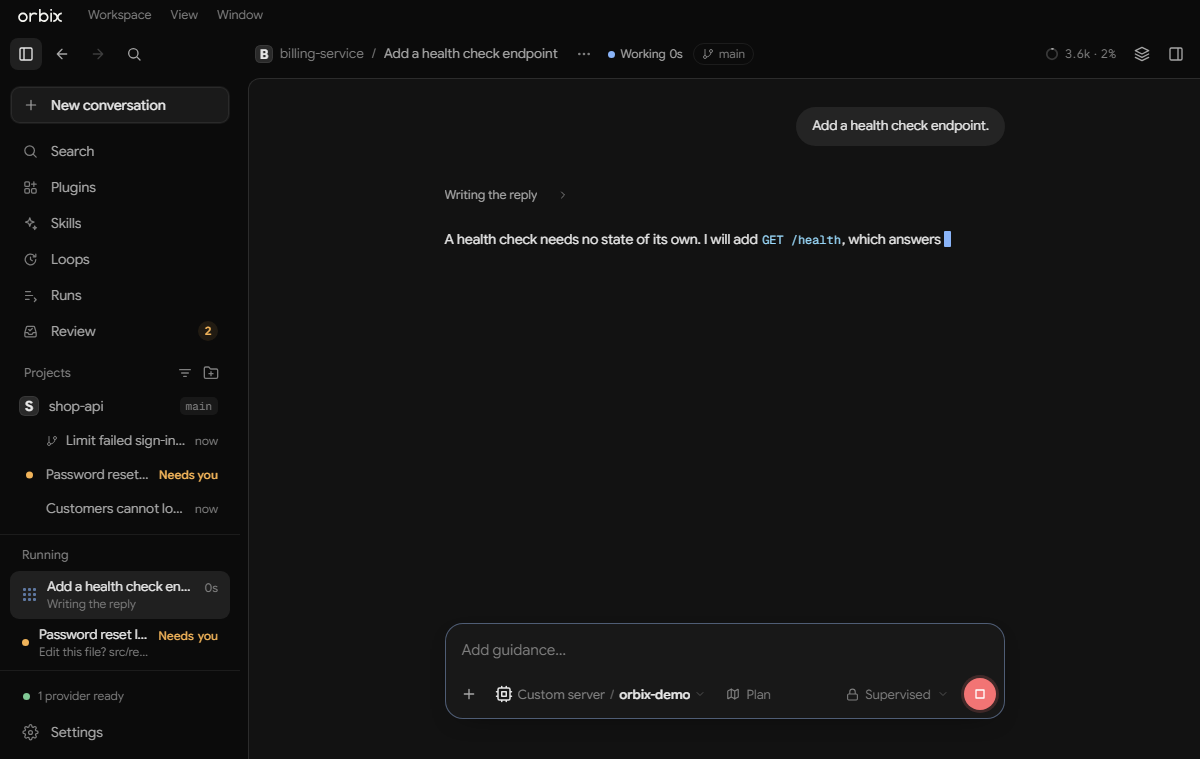 orbix Workspace View Window
B billing-service / Add a health check endpoint ··· Working 0s main 3.6k · 2%
New conversation
Search
Plugins
Skills
Loops
Runs
Review 2
Projects
S shop-api main
Limit failed sign-in... now
Password reset... Needs you
Customers cannot lo... now
Running
Add a health check en... 0s
Writing the reply
Password reset l... Needs you
Edit this file? src/re...
1 provider ready
Settings
Add a health check endpoint.
Writing the reply
A health check needs no state of its own. I will add GET /health, which answers
Add guidance...
Custom server / orbix-demo Plan Supervised